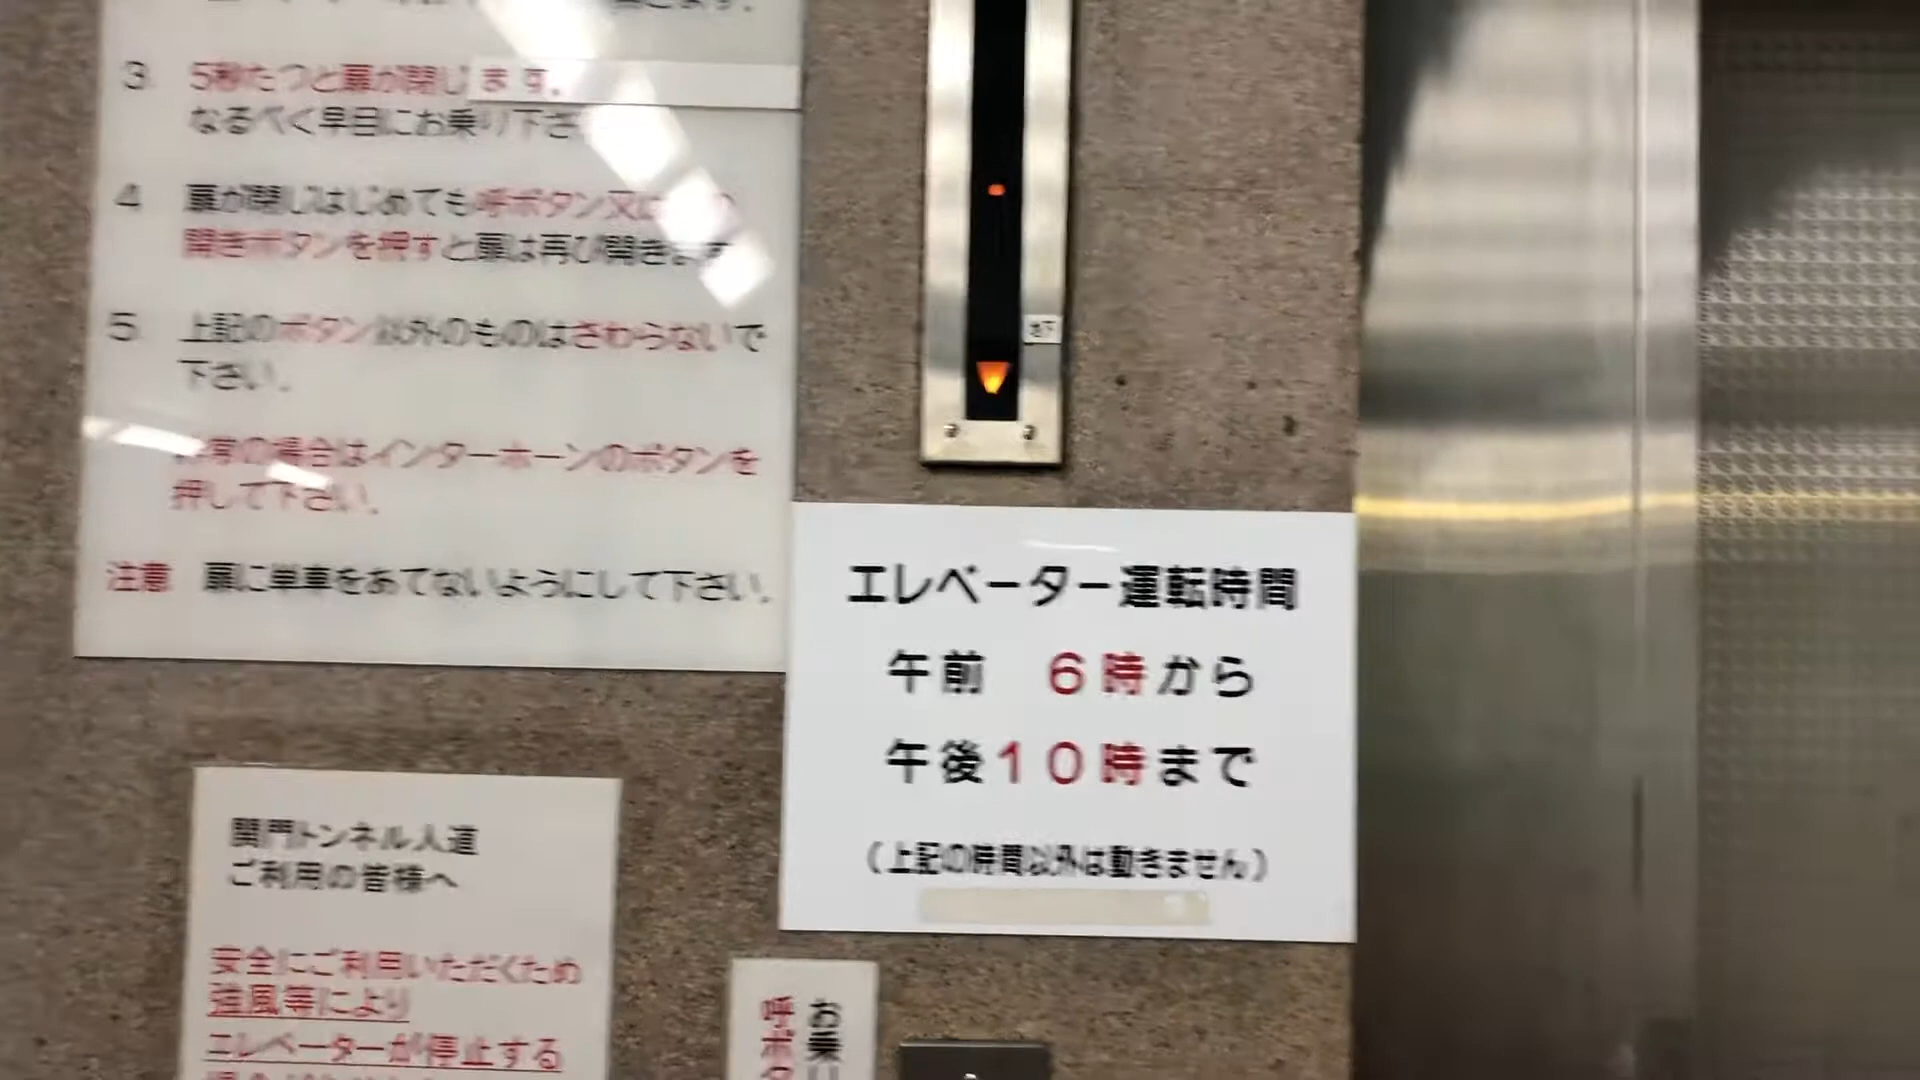 3 5秒たつと扉が閉じます。
なるべく早目にお乗り下さ
4 扉が閉じはじめても呼ボタン又は
開きボタンを押すと扉は再び開きます
5 上記のボタン以外のものはさわらないで
下さい。
常の場合はインターホーンのボタンを
押して下さい。
注意 扉に単車をあてないようにして下さい。
地下
エレベーター運転時間
午前 6時から
午後10時まで
(上記の時間以外は動きません)
関門トンネル人道
ご利用の皆様へ
安全にご利用いただくため
強風等により
エレベーターが停止する
お乗り
呼ボタ